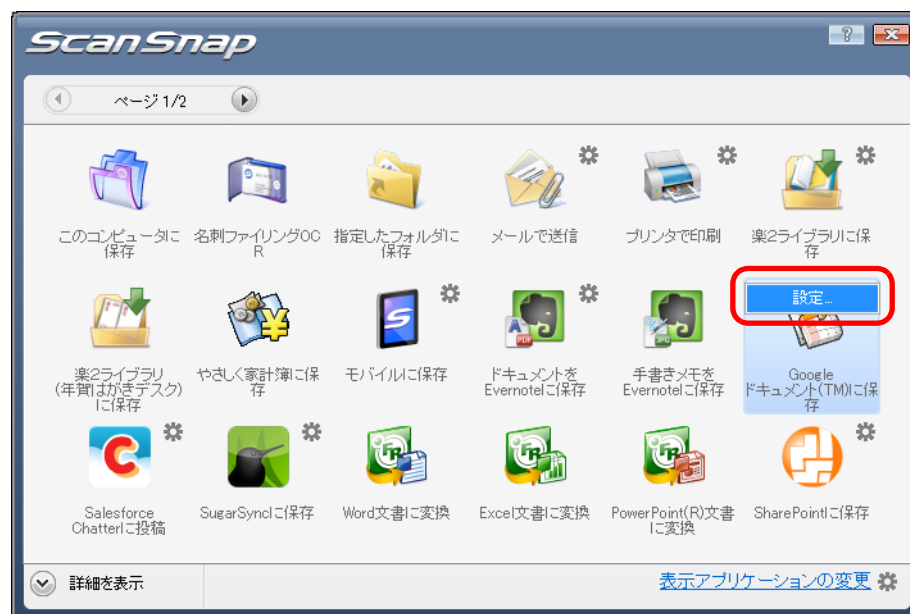 ScanSnap
?
ページ 1/2
このコンピュータに
保存
名刺ファイリングOC
R
指定したフォルダに
保存
メールで送信
プリンタで印刷
楽2ライブラリに保
存
設定...
楽2ライブラリ
(年賀はがきデスク)
に保存
やさしく家計簿に保
存
モバイルに保存
PDF
ドキュメントを
Evernoteに保存
JPG
手書きメモを
Evernoteに保存
Google
ドキュメント(TM)に保
存
Salesforce
Chatterに投稿
SugarSyncに保存
Word文書に変換
Excel文書に変換
PowerPoint(R)文書
に変換
SharePointに保存
詳細を表示
表示アプリケーションの変更